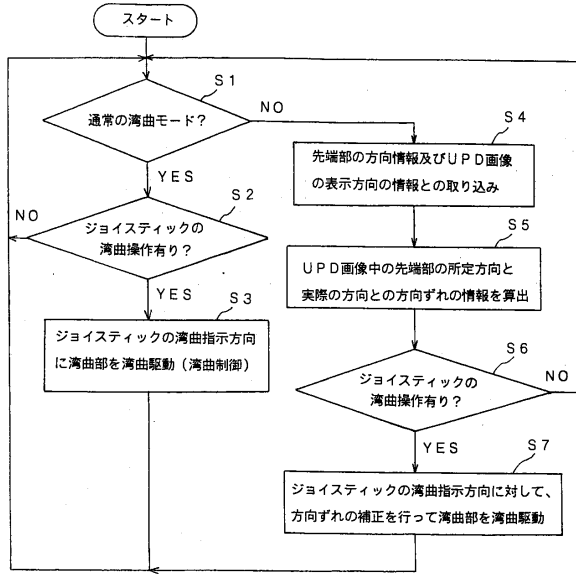 スタート
S1
通常の湾曲モード?
NO
YES
S2
NO
ジョイスティックの
湾曲操作有り?
YES
S3
ジョイスティックの湾曲指示方向
に湾曲部を湾曲駆動(湾曲制御)
S4
先端部の方向情報及びUPD画像
の表示方向の情報との取り込み
S5
UPD画像中の先端部の所定方向と
実際の方向との方向ずれの情報を算出
S6
ジョイスティックの
湾曲操作有り?
NO
YES
S7
ジョイスティックの湾曲指示方向に対して、
方向ずれの補正を行って湾曲部を湾曲駆動